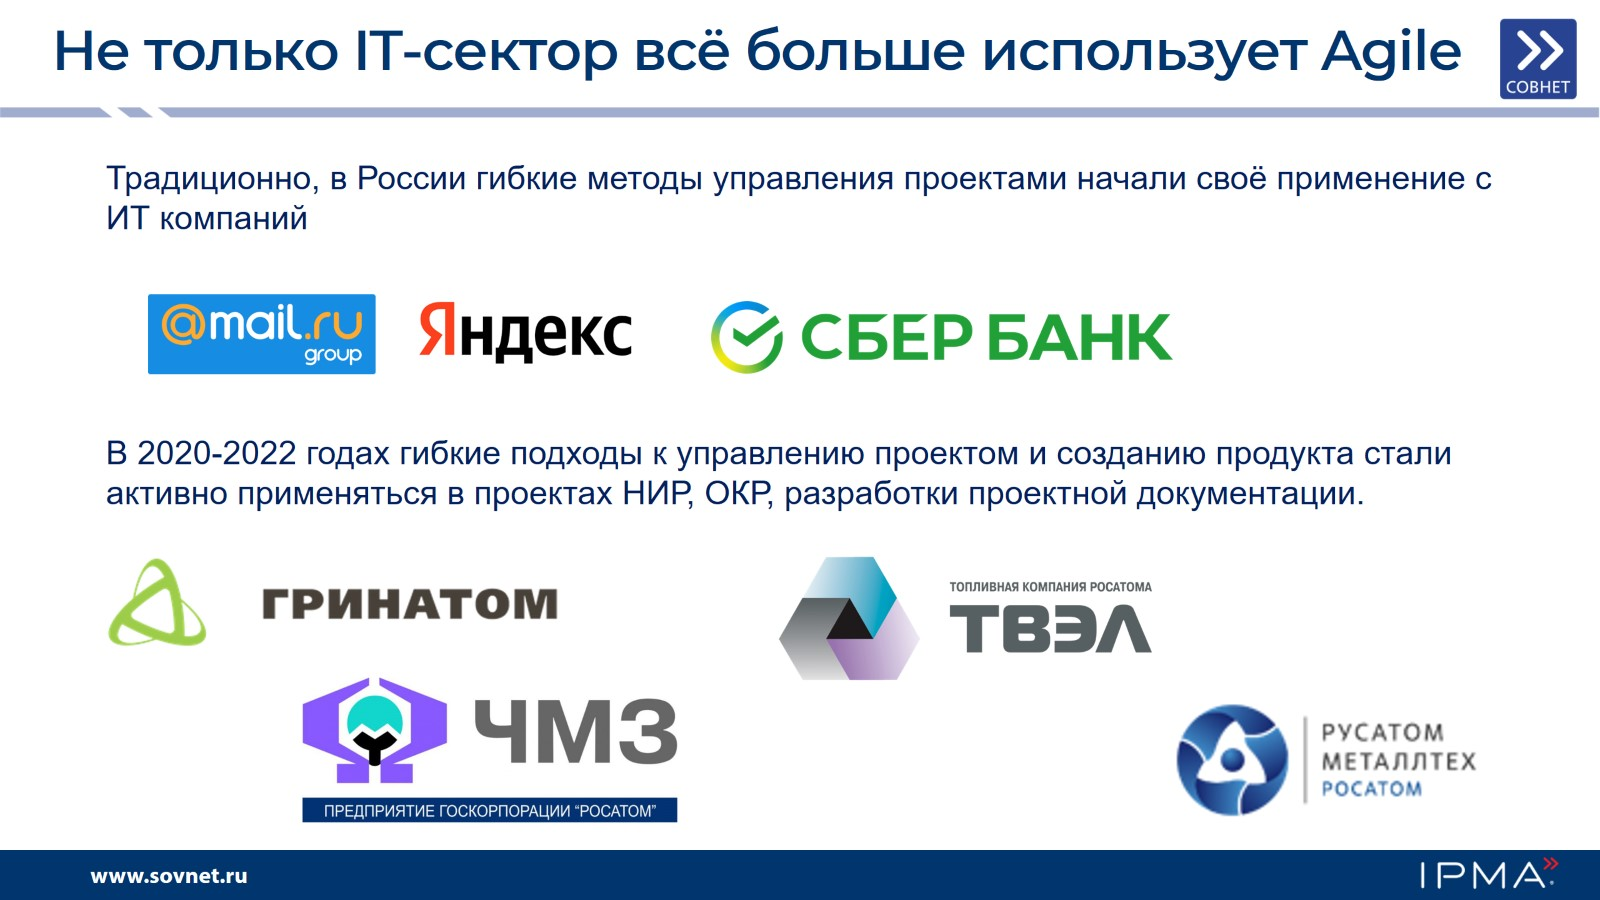 Не только IT-сектор всё больше использует Agile
СОВНЕТ
Традиционно, в России гибкие методы управления проектами начали своё применение с
ИТ компаний
@mail.ru
group
Яндекс
СБЕР БАНК
В 2020-2022 годах гибкие подходы к управлению проектом и созданию продукта стали
активно применяться в проектах НИР, ОКР, разработки проектной документации.
ГРИНАТОМ
ТОПЛИВНАЯ КОМПАНИЯ РОСАТОМА
ТВЭЛ
ЧМЗ
ПРЕДПРИЯТИЕ ГОСКОРПОРАЦИИ “РОСАТОМ”
РУСАТОМ
МЕТАЛЛТЕХ
РОСАТОМ
www.sovnet.ru
IPMA